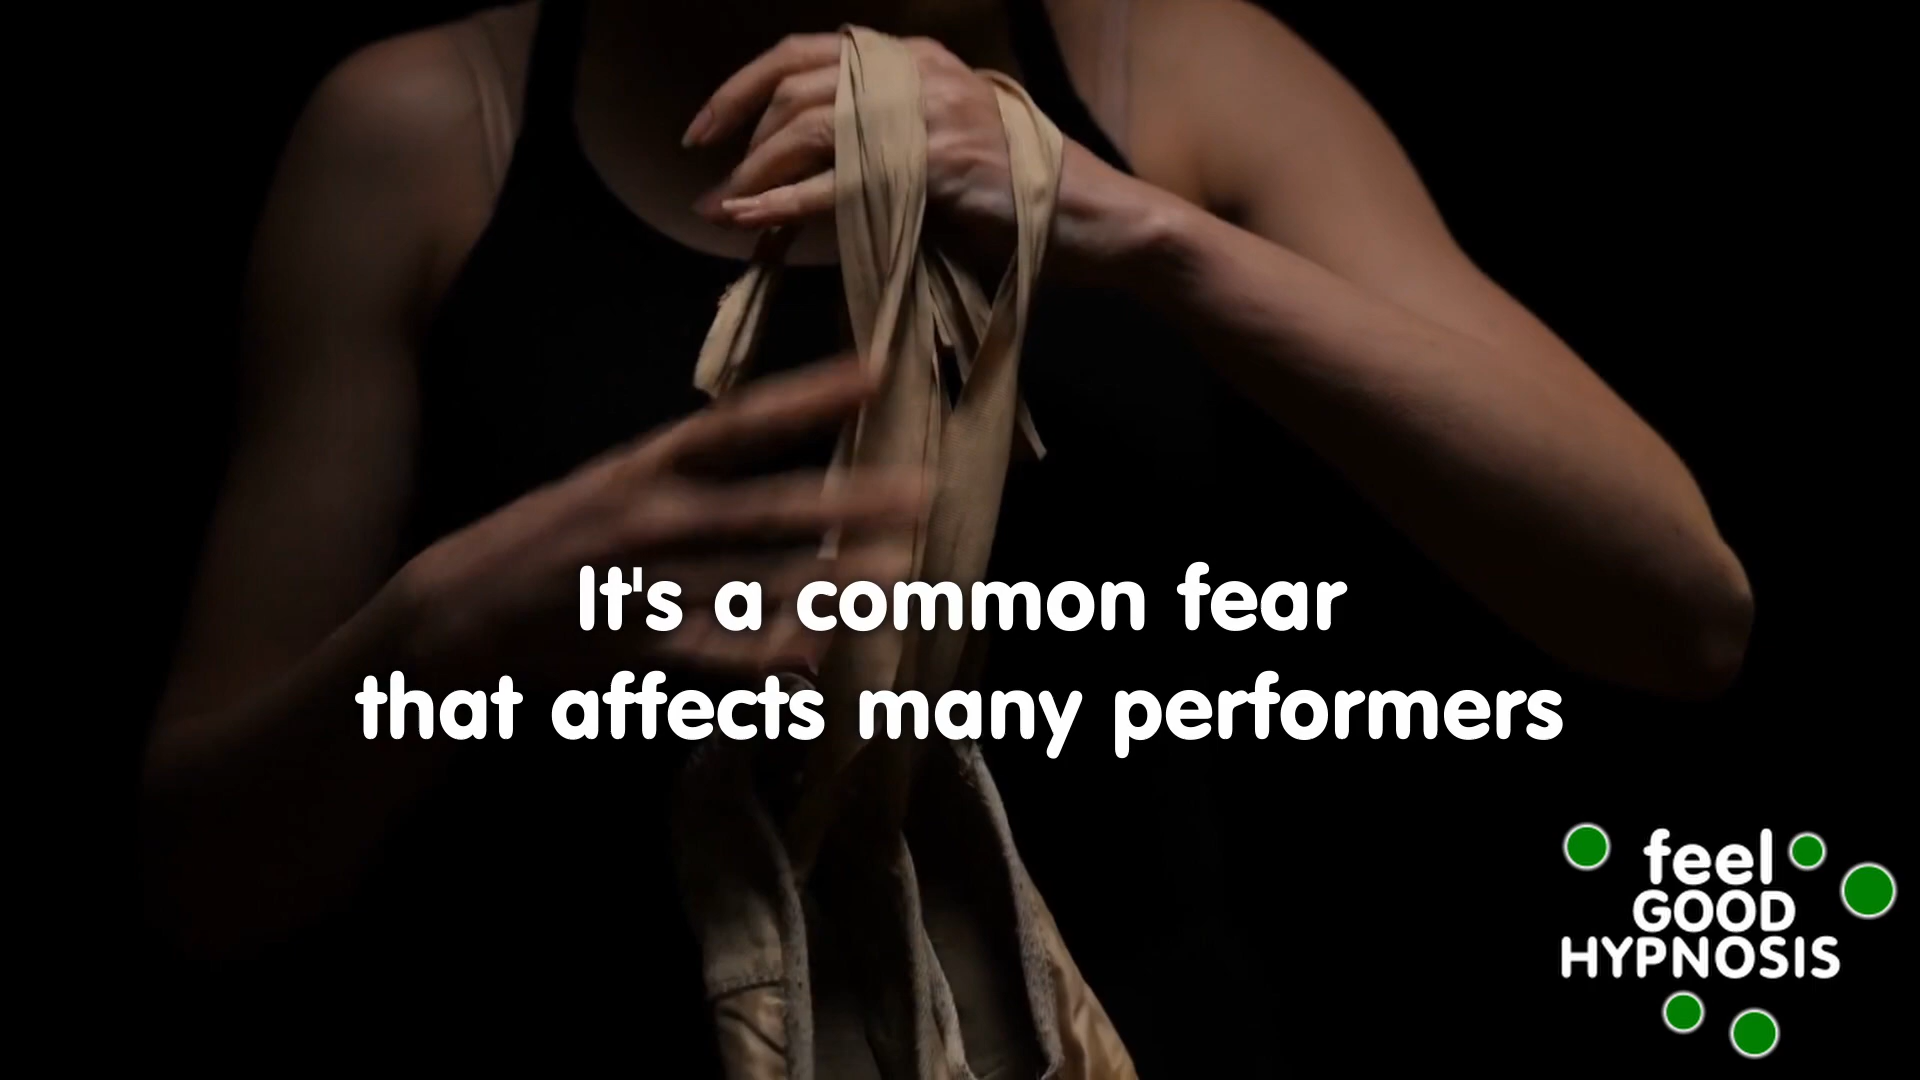 It's a common fear
that affects many performers
feel
GOOD
HYPNOSIS